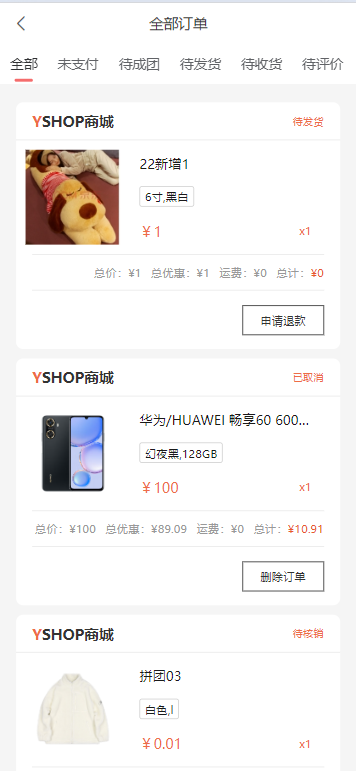 全部订单
全部 未支付 待成团 待发货 待收货 待评价
YSHOP商城 待发货
22新增1
6寸,黑白
￥1 x1
总价：¥1 总优惠：¥1 运费：¥0 总计：¥0
申请退款
YSHOP商城 已取消
华为/HUAWEI 畅享60 600...
幻夜黑,128GB
￥100 x1
总价：¥100 总优惠：¥89.09 运费：¥0 总计：¥10.91
删除订单
YSHOP商城 待核销
拼团03
白色,l
￥0.01 x1